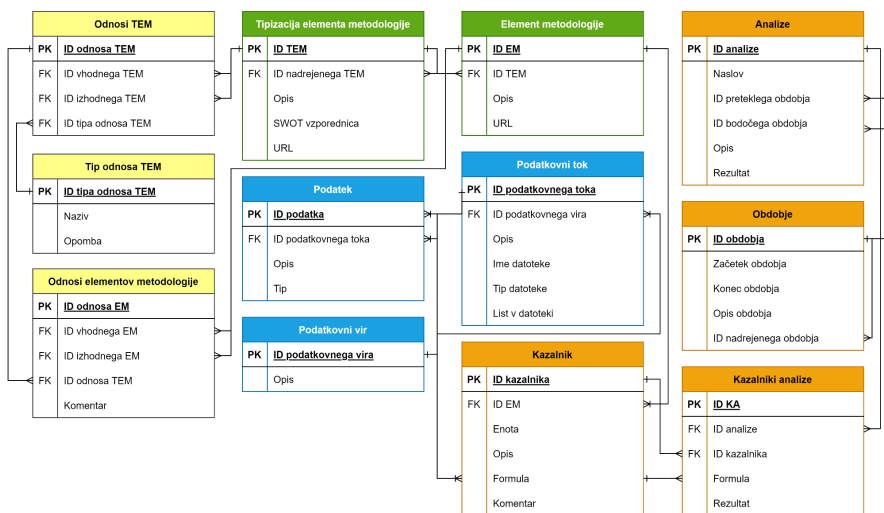 Odnosi TEM
PK ID odnosa TEM
FK ID vhodnega TEM
FK ID izhodnega TEM
FK ID tipa odnosa TEM
Tip odnosa TEM
PK ID tipa odnosa TEM
Naziv
Opomba
Odnosi elementov metodologije
PK ID odnosa EM
FK ID vhodnega EM
FK ID izhodnega EM
FK ID odnosa TEM
Komentar
Tipizacija elementa metodologije
PK ID TEM
FK ID nadrejenega TEM
Opis
SWOT vzporednica
URL
Podatek
PK ID podatka
FK ID podatkovnega toka
Opis
Tip
Podatkovni vir
PK ID podatkovnega vira
Opis
Element metodologije
PK ID EM
FK ID TEM
Opis
URL
Podatkovni tok
PK ID podatkovnega toka
FK ID podatkovnega vira
Opis
Ime datoteke
Tip datoteke
List v datoteki
Kazalnik
PK ID kazalnika
FK ID EM
Enota
Opis
Formula
Komentar
Analize
PK ID analize
Naslov
ID preteklega obdobja
ID bodočega obdobja
Opis
Rezultat
Obdobje
PK ID obdobja
Začetek obdobja
Konec obdobja
Opis obdobja
ID nadrejenega obdobja
Kazalniki analize
PK ID KA
FK ID analize
FK ID kazalnika
Formula
Rezultat